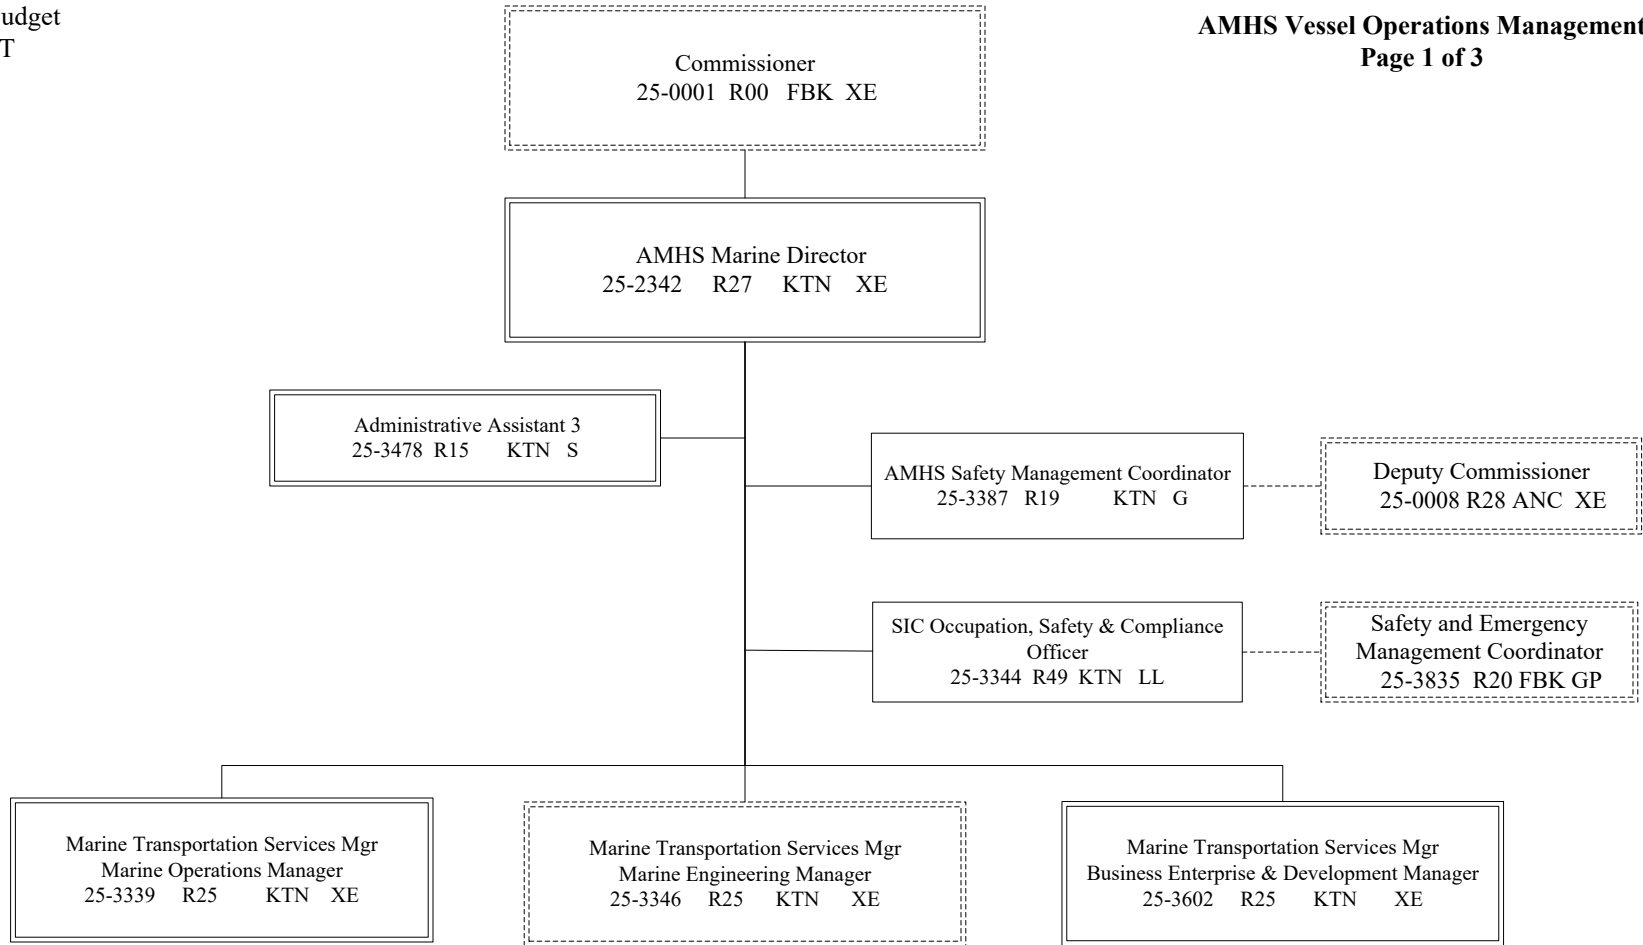 udget
T
AMHS Vessel Operations Management
Page 1 of 3
Commissioner
25-0001 R00 FBK XE
AMHS Marine Director
25-2342 R27 KTN XE
Administrative Assistant 3
25-3478 R15 KTN S
AMHS Safety Management Coordinator
25-3387 R19 KTN G
Deputy Commissioner
25-0008 R28 ANC XE
SIC Occupation, Safety & Compliance
Officer
25-3344 R49 KTN LL
Safety and Emergency
Management Coordinator
25-3835 R20 FBK GP
Marine Transportation Services Mgr
Marine Operations Manager
25-3339 R25 KTN XE
Marine Transportation Services Mgr
Marine Engineering Manager
25-3346 R25 KTN XE
Marine Transportation Services Mgr
Business Enterprise & Development Manager
25-3602 R25 KTN XE